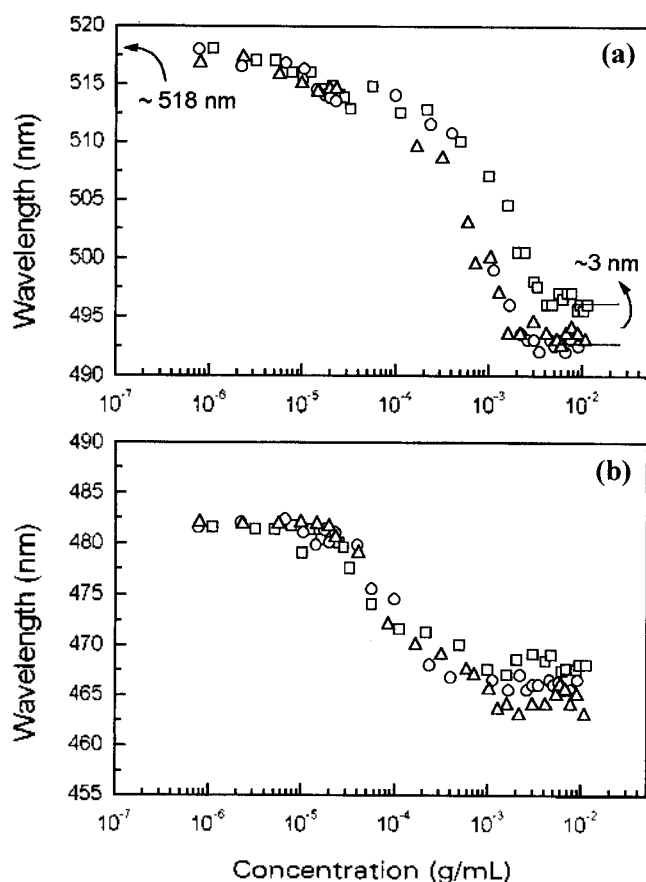 (a)
Wavelength (nm)
520
515
510
505
500
495
490
~ 518 nm
~3 nm
10⁻⁷ 10⁻⁶ 10⁻⁵ 10⁻⁴ 10⁻³ 10⁻²
(b)
Wavelength (nm)
490
485
480
475
470
465
460
455
10⁻⁷ 10⁻⁶ 10⁻⁵ 10⁻⁴ 10⁻³ 10⁻²
Concentration (g/mL)